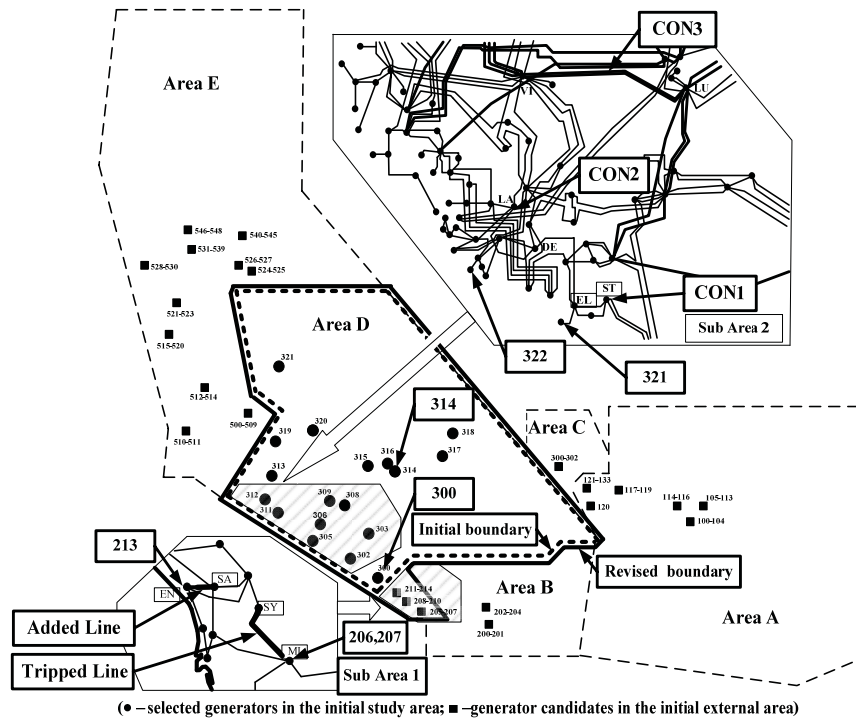 CON3
Area E
VI
LU
CON2
LA
546-548
540-545
531-539
DE
528-530
526-527
524-525
CON1
ST
EL
521-523
Area D
Sub Area 2
515-520
322
321
321
512-514
314
500-509
Area C
320
318
510-511
319
316
317
300-302
315
314
313
121-133
117-119
300
114-116
105-113
312
309
308
120
311
Initial boundary
100-104
306
303
213
305
302
Revised boundary
300
SA
211-214
Area B
EN
208-210
202-204
SY
205-207
Area A
Added Line
200-201
206,207
MI
Tripped Line
Sub Area 1
(●–selected generators in the initial study area; ■–generator candidates in the initial external area)